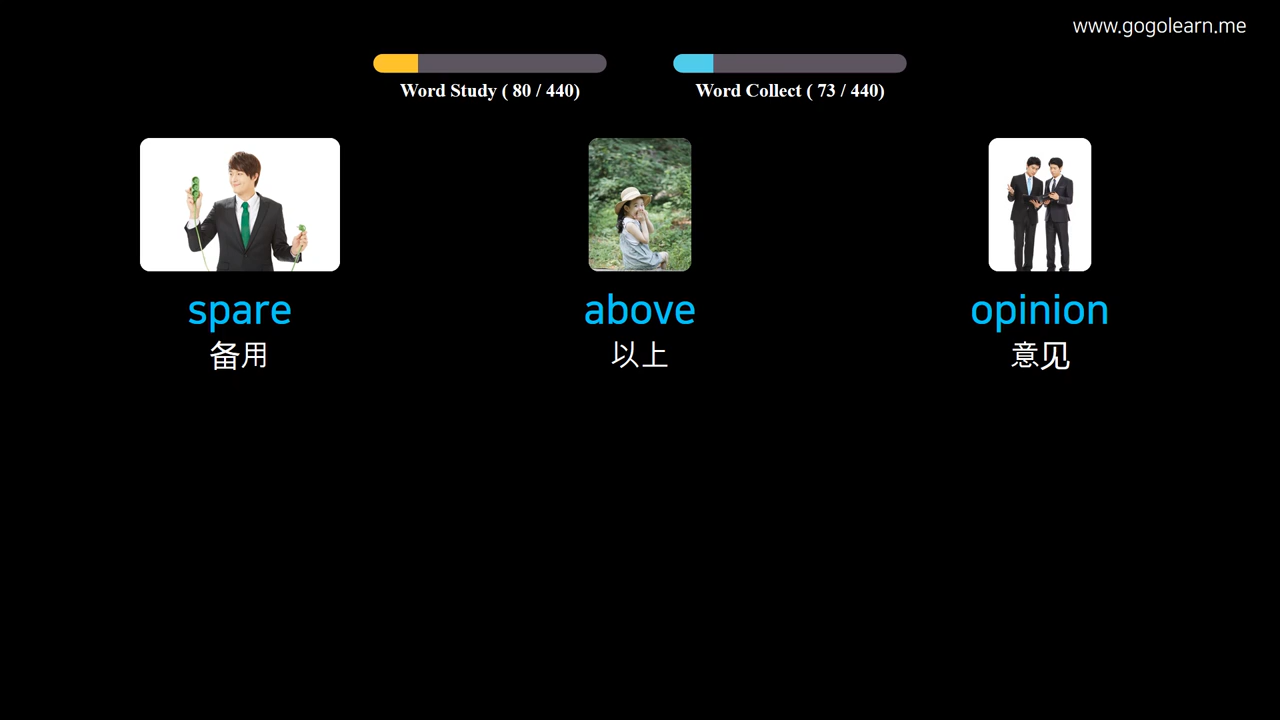 www.gogolearn.me
Word Study ( 80 / 440)
Word Collect ( 73 / 440)
spare
above
opinion
备用
以上
意见